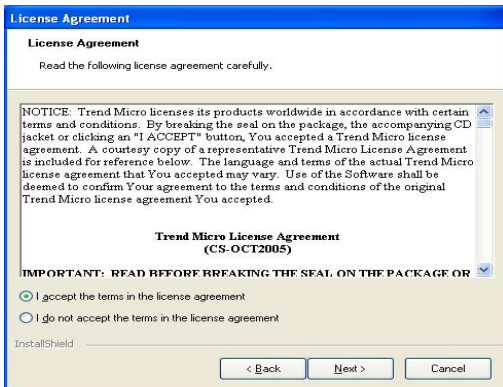 License Agreement
License Agreement
Read the following license agreement carefully.
NOTICE: Trend Micro licenses its products worldwide in accordance with certain
terms and conditions. By breaking the seal on the package, the accompanying CD
jacket or clicking an "I ACCEPT" button, You accepted a Trend Micro license
agreement. A courtesy copy of a representative Trend Micro License Agreement
is included for reference below. The language and terms of the actual Trend Micro
license agreement that You accepted may vary. Use of the Software shall be
deemed to confirm Your agreement to the terms and conditions of the original
Trend Micro license agreement You accepted.
Trend Micro License Agreement
(CS-OCT2005)
IMPORTANT: READ BEFORE BREAKING THE SEAL ON THE PACKAGE OR
I accept the terms in the license agreement
I do not accept the terms in the license agreement
InstallShield
< Back
Next >
Cancel